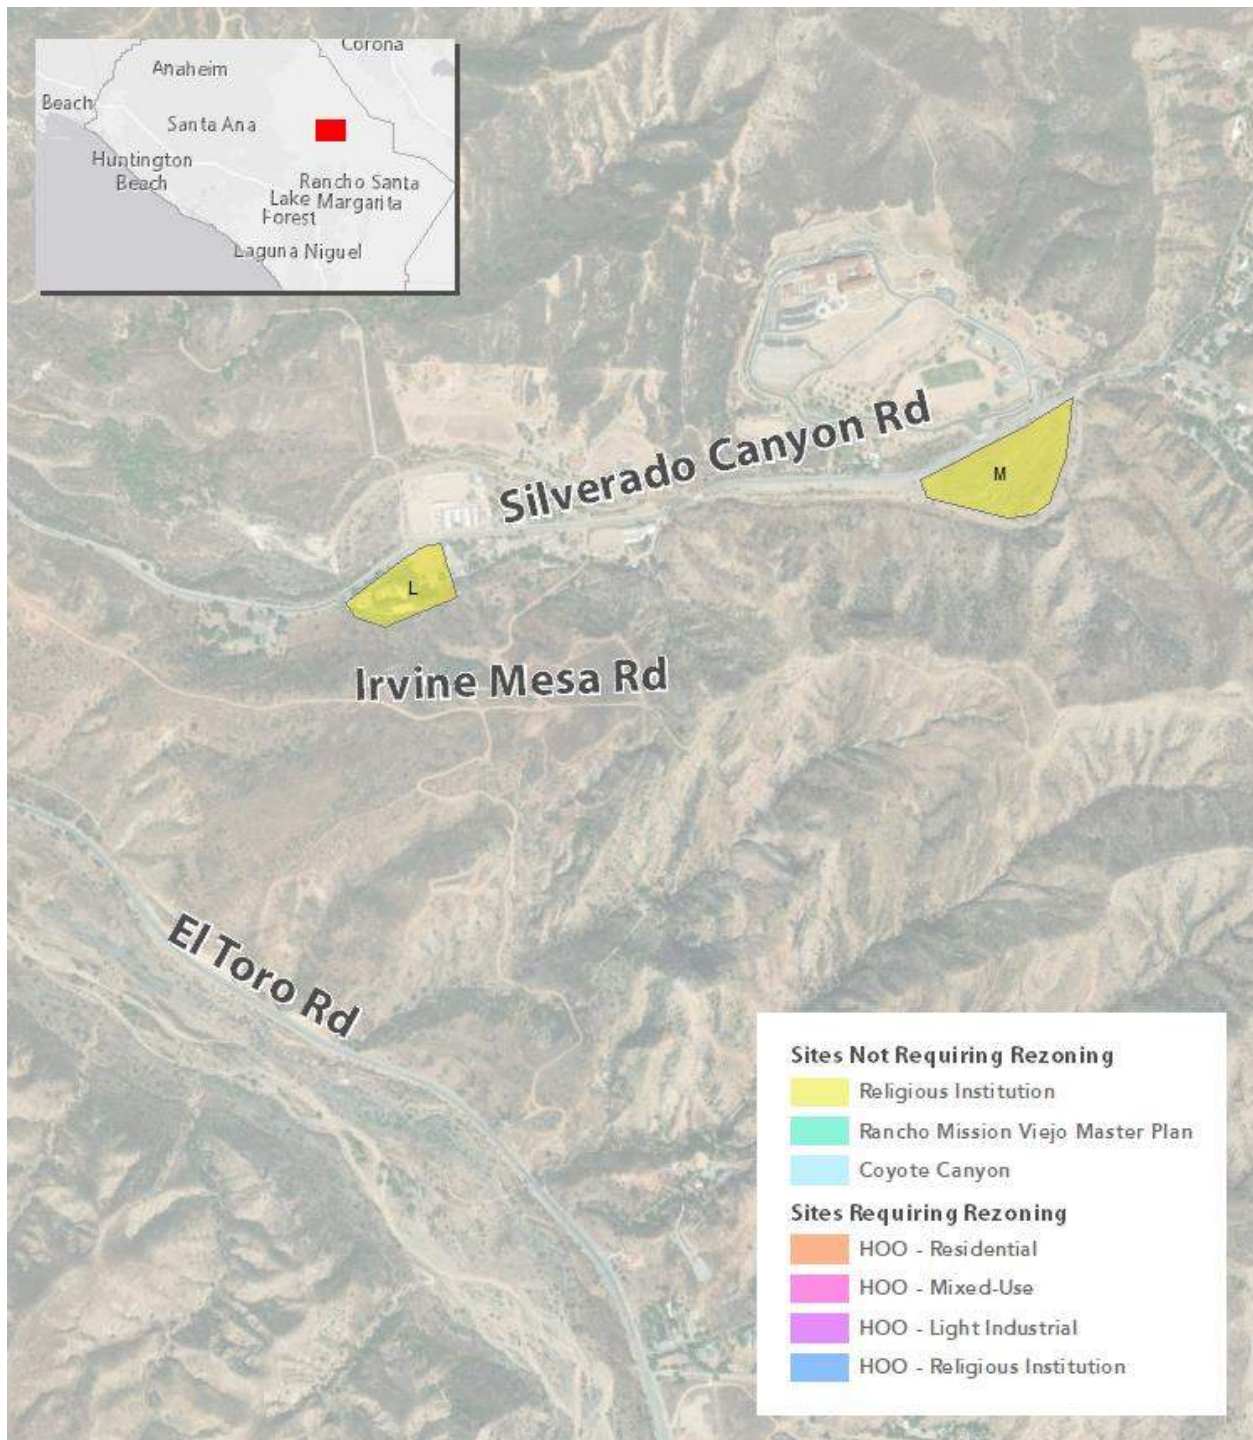 Corona
Anaheim
Beach
Santa Ana
Huntington
Beach
Rancho Santa
Lake Margarita
Forest
Laguna Niguel
Silverado Canyon Rd
M
L
Irvine Mesa Rd
El Toro Rd
Sites Not Requiring Rezoning
Religious Institution
Rancho Mission Viejo Master Plan
Coyote Canyon
Sites Requiring Rezoning
HOO - Residential
HOO - Mixed-Use
HOO - Light Industrial
HOO - Religious Institution